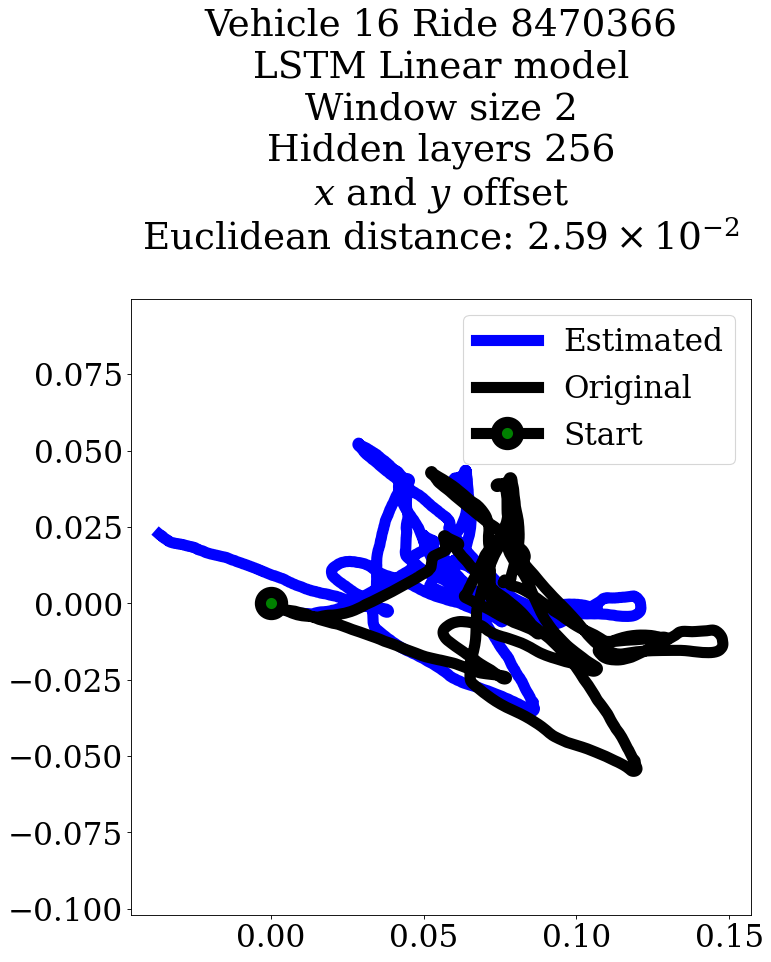 Vehicle 16 Ride 8470366
LSTM Linear model
Window size 2
Hidden layers 256
x and y offset
Euclidean distance: 2.59 × 10⁻²
Estimated
Original
Start
0.075
0.050
0.025
0.000
−0.025
−0.050
−0.075
−0.100
0.00 0.05 0.10 0.15